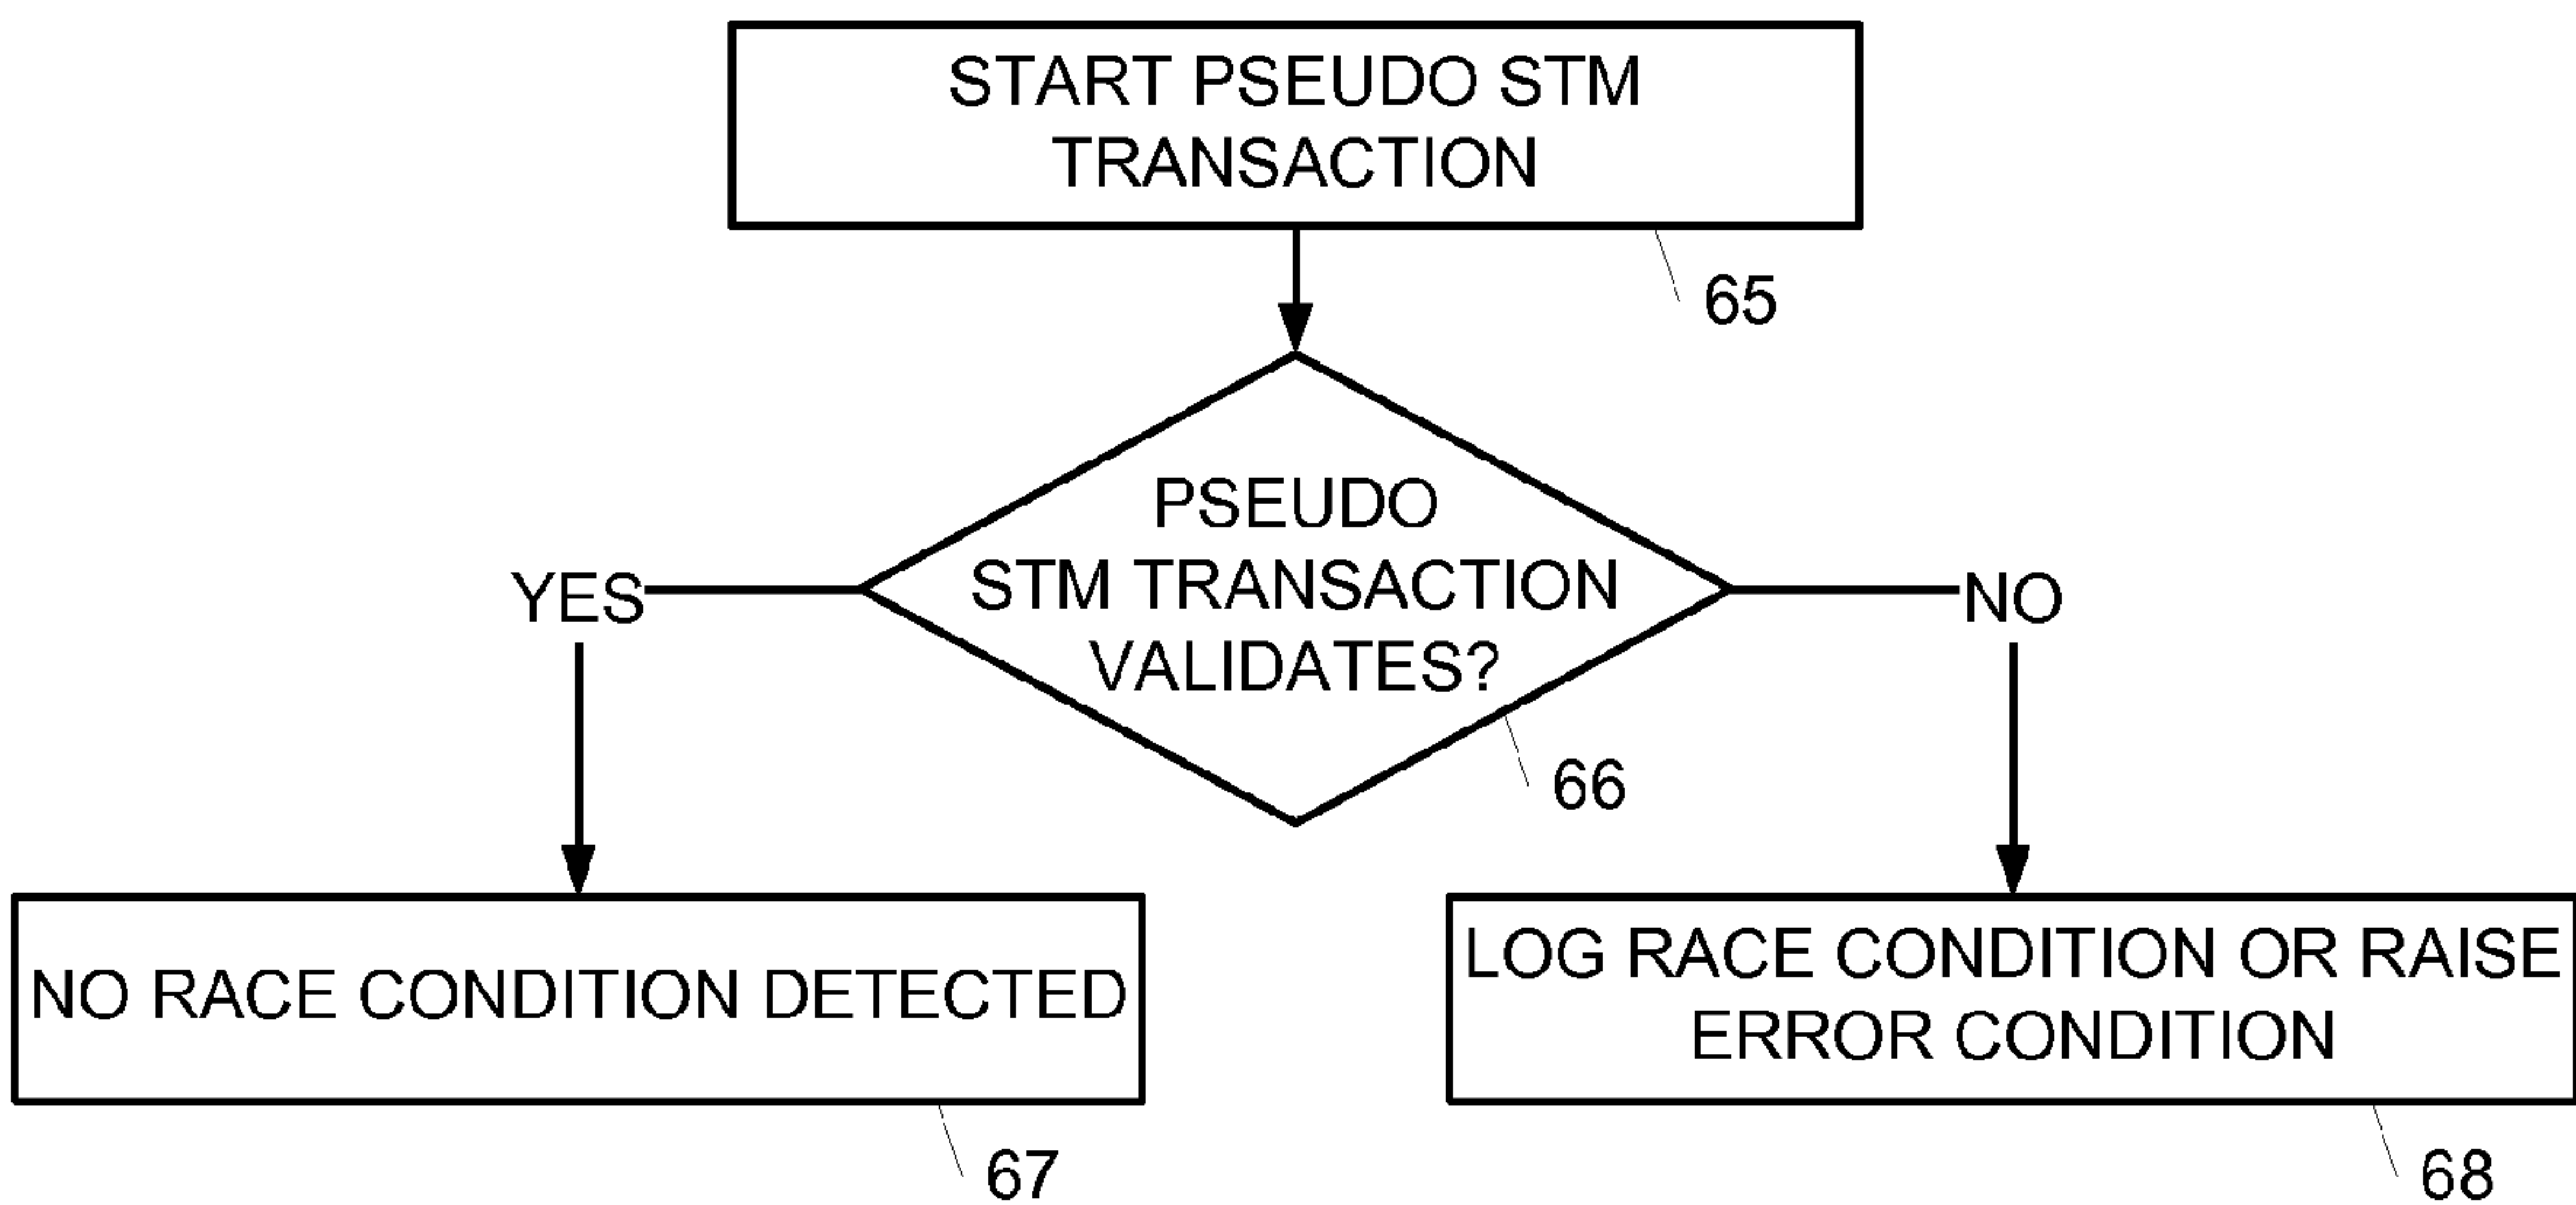 START PSEUDO STM
TRANSACTION
65
PSEUDO
STM TRANSACTION
VALIDATES?
YES
NO
66
NO RACE CONDITION DETECTED
67
LOG RACE CONDITION OR RAISE
ERROR CONDITION
68